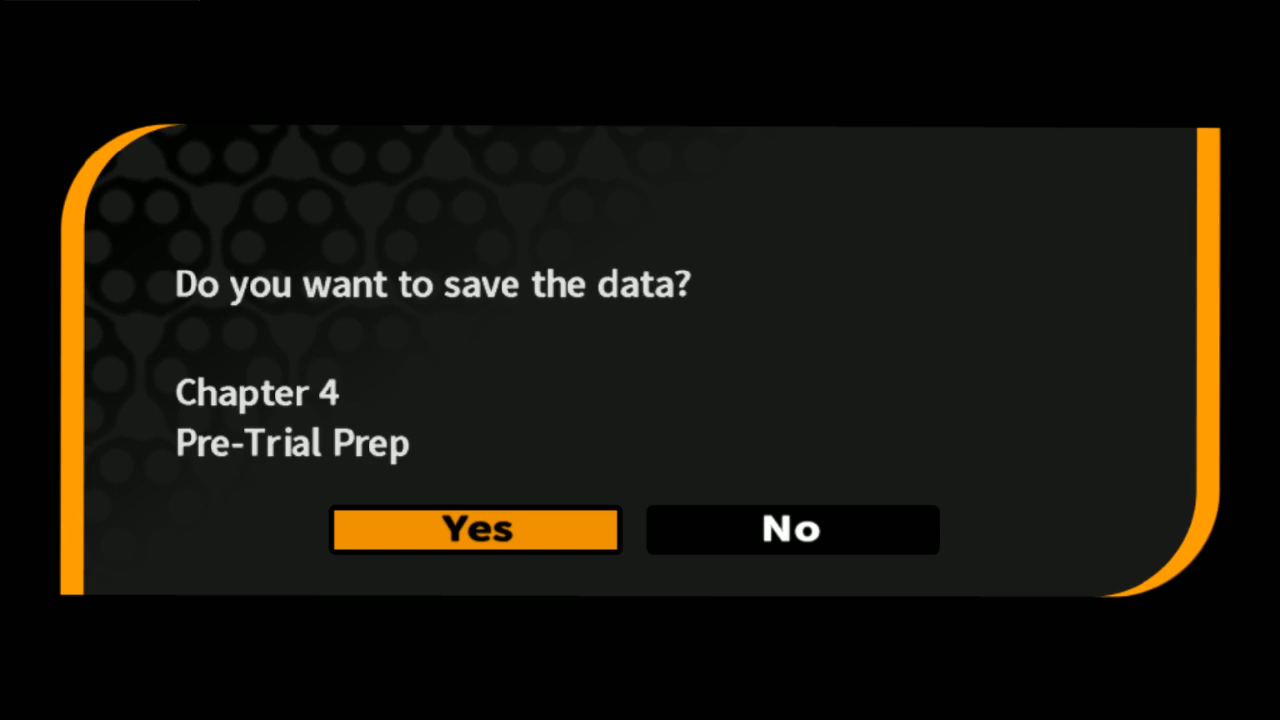 Do you want to save the data?
Chapter 4
Pre-Trial Prep
Yes
No